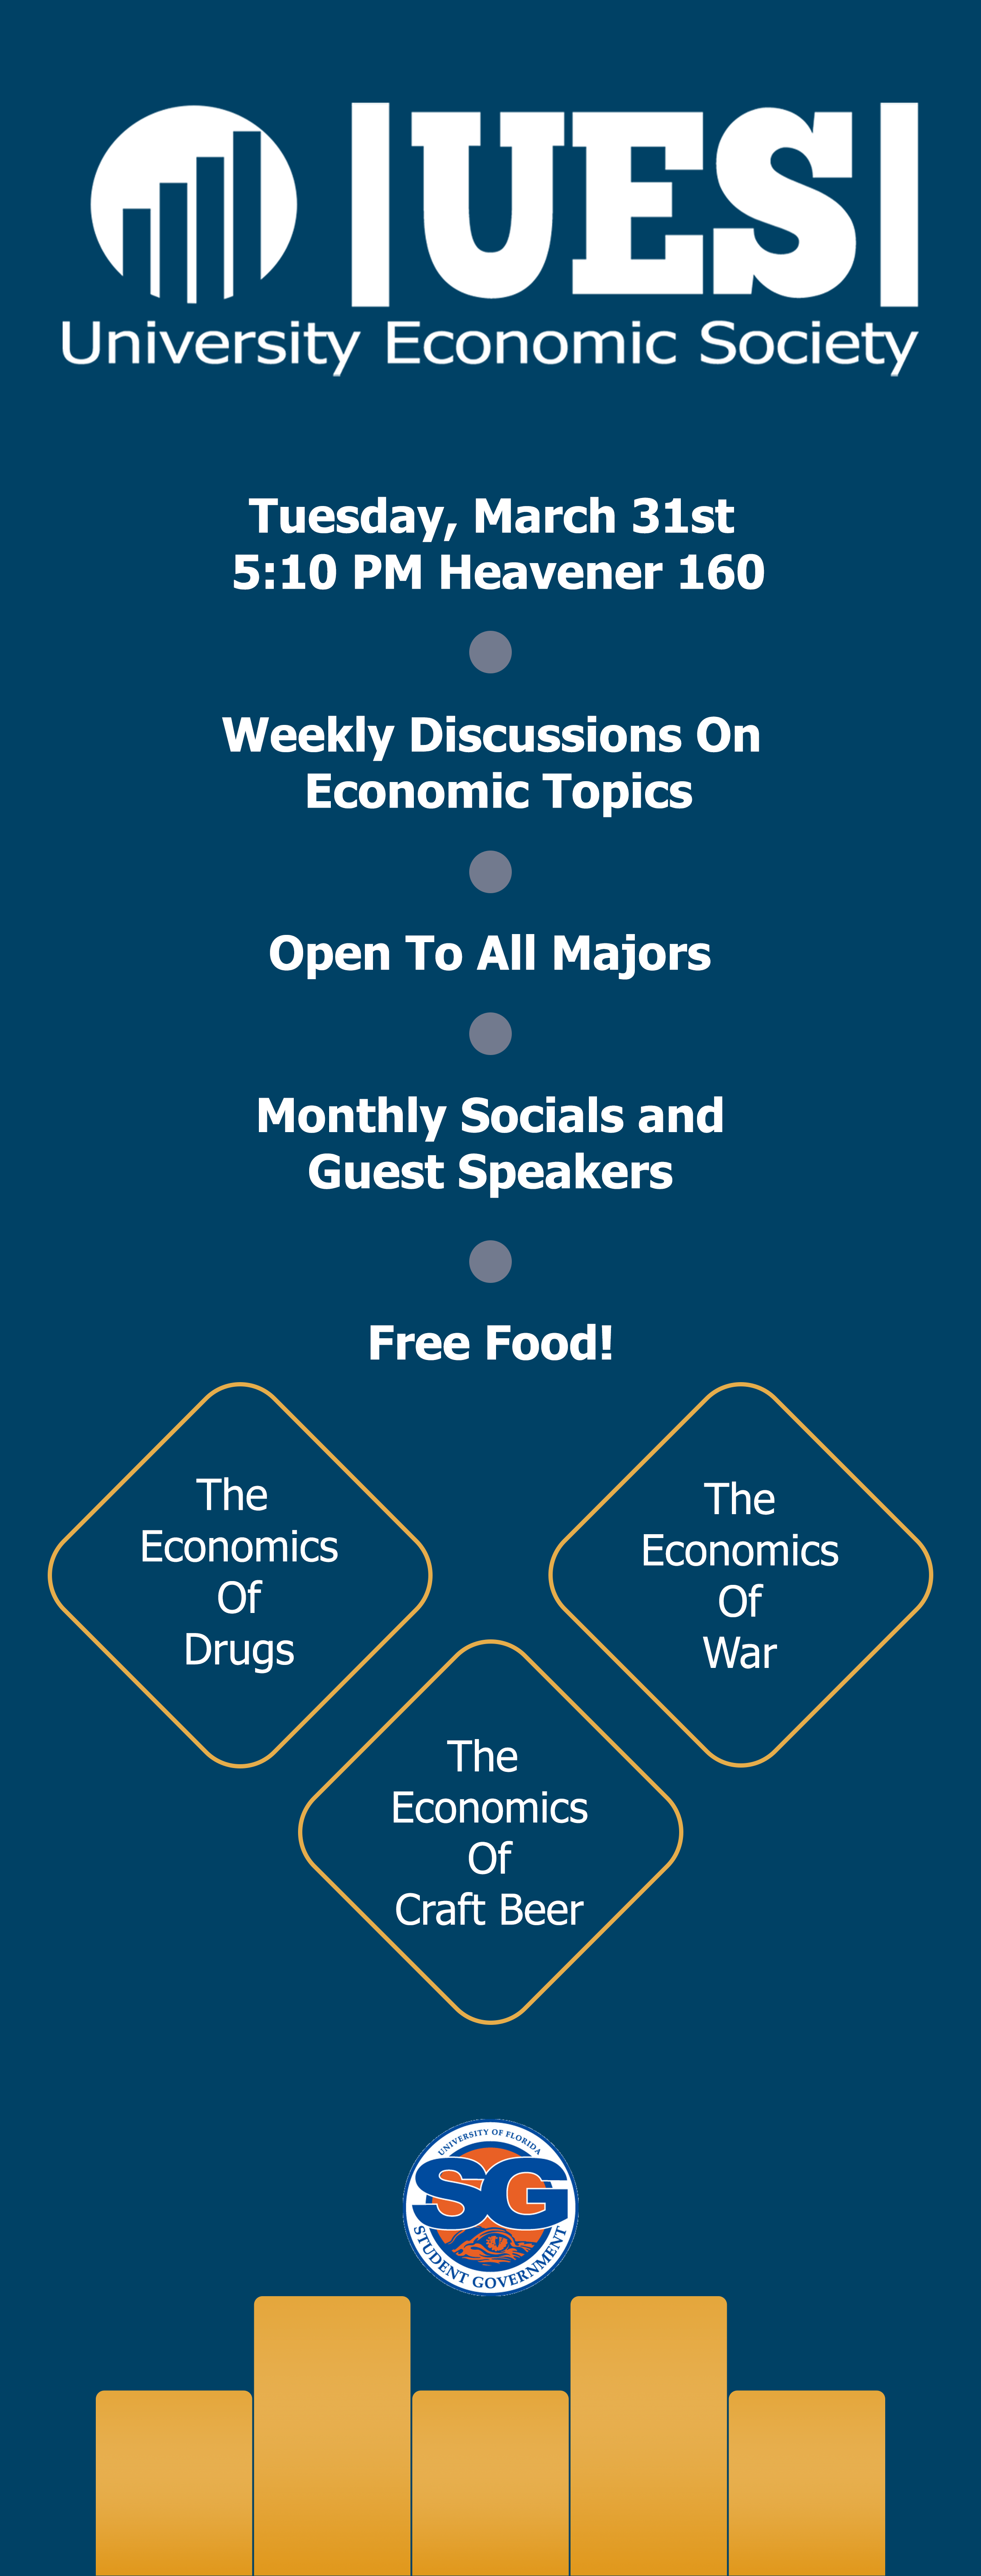 |UES|
University Economic Society
Tuesday, March 31st
5:10 PM Heavener 160
Weekly Discussions On
Economic Topics
Open To All Majors
Monthly Socials and
Guest Speakers
Free Food!
The
Economics
Of
Drugs
The
Economics
Of
War
The
Economics
Of
Craft Beer
UNIVERSITY OF FLORIDA
SG
STUDENT GOVERNMENT